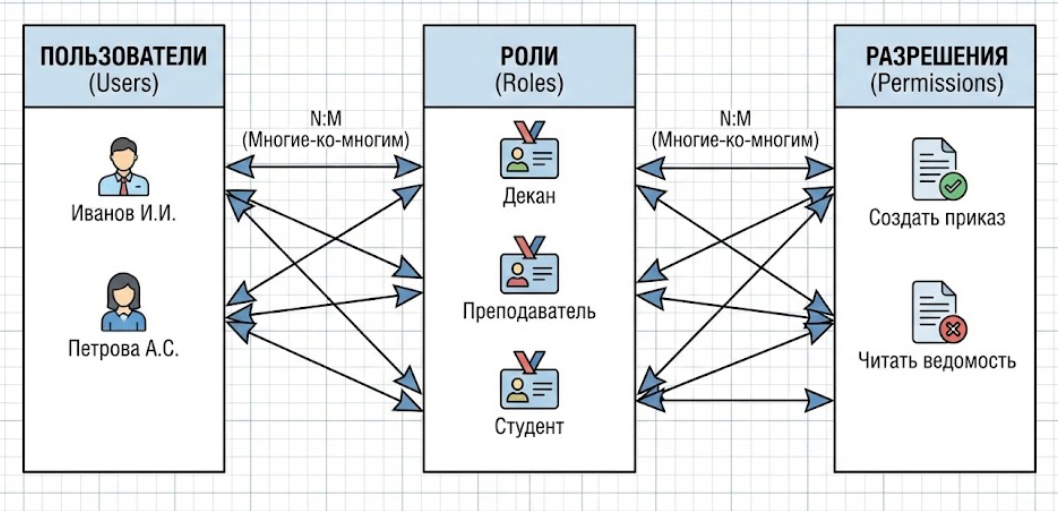 ПОЛЬЗОВАТЕЛИ
(Users)
Иванов И.И.
Петрова А.С.
N:M
(Многие-ко-многим)
РОЛИ
(Roles)
Декан
Преподаватель
Студент
N:M
(Многие-ко-многим)
РАЗРЕШЕНИЯ
(Permissions)
Создать приказ
Читать ведомость